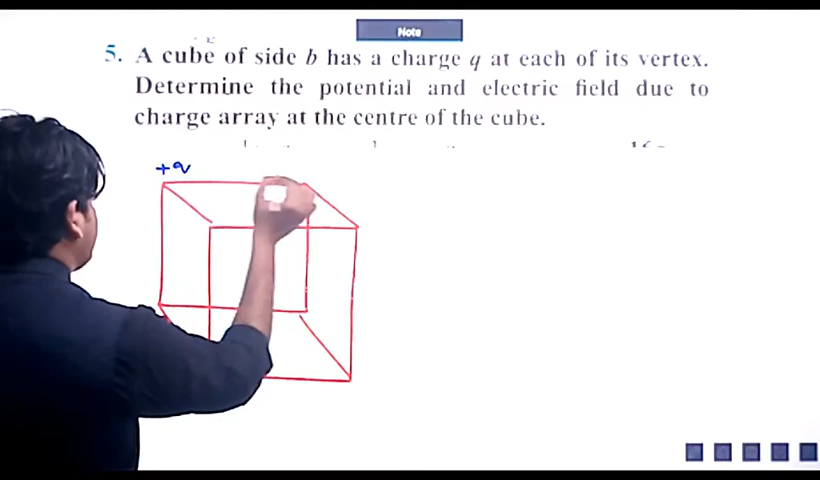 Note
5. A cube of side b has a charge q at each of its vertex.
Determine the potential and electric field due to
charge array at the centre of the cube.
+q